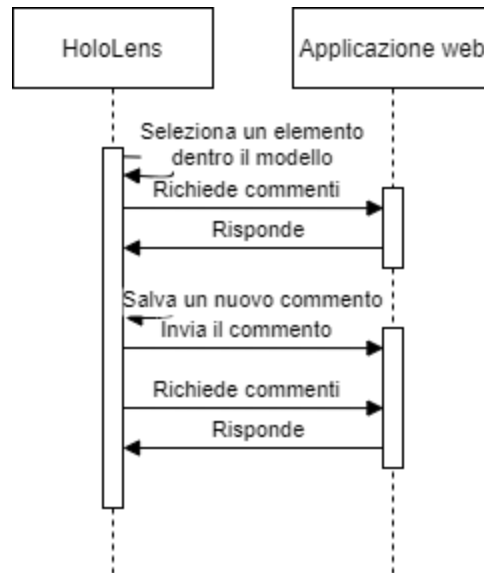 HoloLens
Applicazione web
Seleziona un elemento
dentro il modello
Richiede commenti
Risponde
Salva un nuovo commento
Invia il commento
Richiede commenti
Risponde